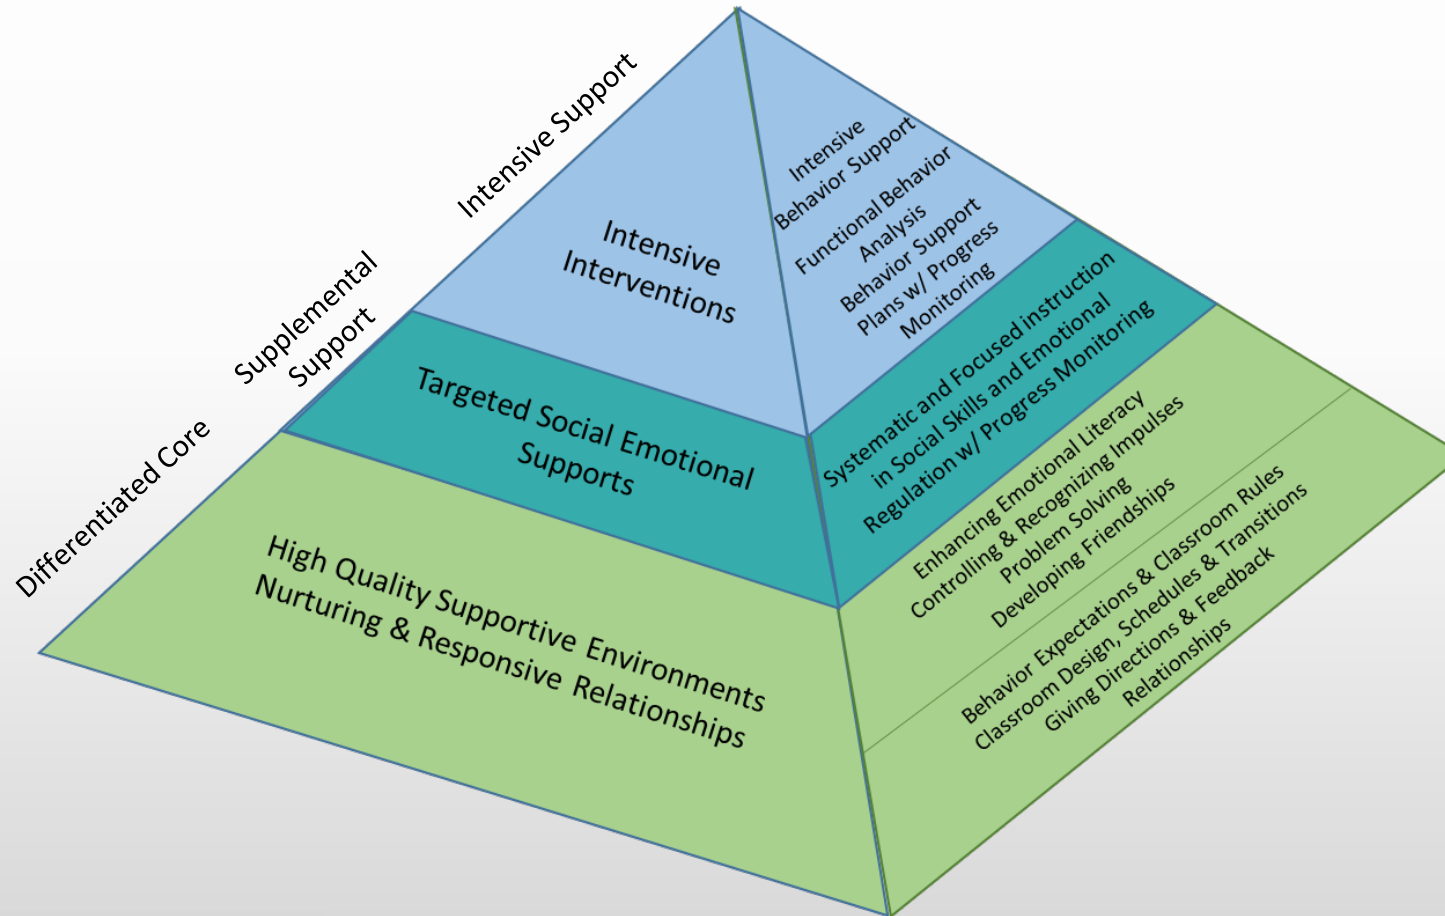 Intensive Support
Supplemental
Support
Differentiated Core
Intensive
Interventions
Targeted Social Emotional
Supports
High Quality Supportive Environments
Nurturing & Responsive Relationships
Intensive
Behavior Support
Functional Behavior
Analysis
Behavior Support
Plans w/ Progress
Monitoring
Systematic and Focused instruction
in Social Skills and Emotional
Regulation w/ Progress Monitoring
Enhancing Emotional Literacy
Controlling & Recognizing Impulses
Problem Solving
Developing Friendships
Behavior Expectations & Classroom Rules
Classroom Design, Schedules & Transitions
Giving Directions & Feedback
Relationships